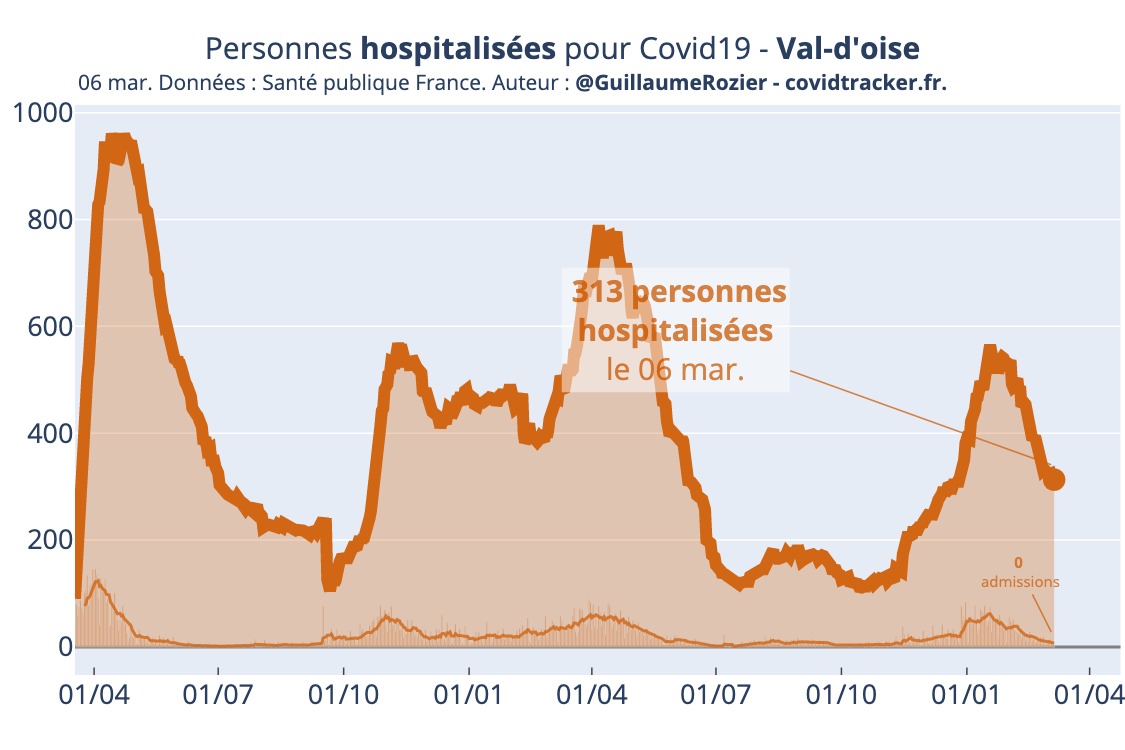 Personnes hospitalisées pour Covid19 - Val-d'oise
06 mar. Données : Santé publique France. Auteur : @GuillaumeRozier - covidtracker.fr.
1000
800
600
400
200
0
313 personnes
hospitalisées
le 06 mar.
0
admissions
01/04 01/07 01/10 01/01 01/04 01/07 01/10 01/01 01/04